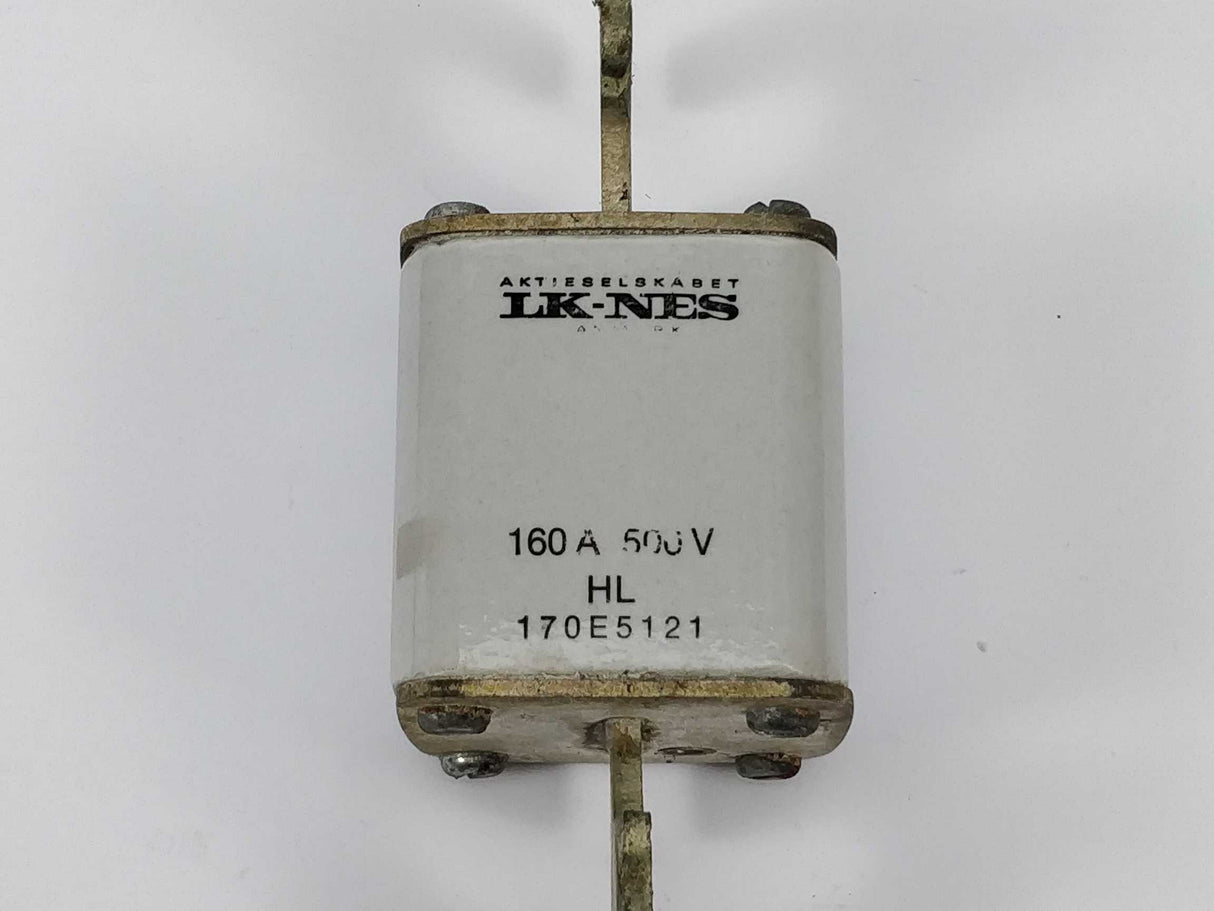 AKTIESELSKABET
LK-NES
160 A 500 V
HL
170E5121